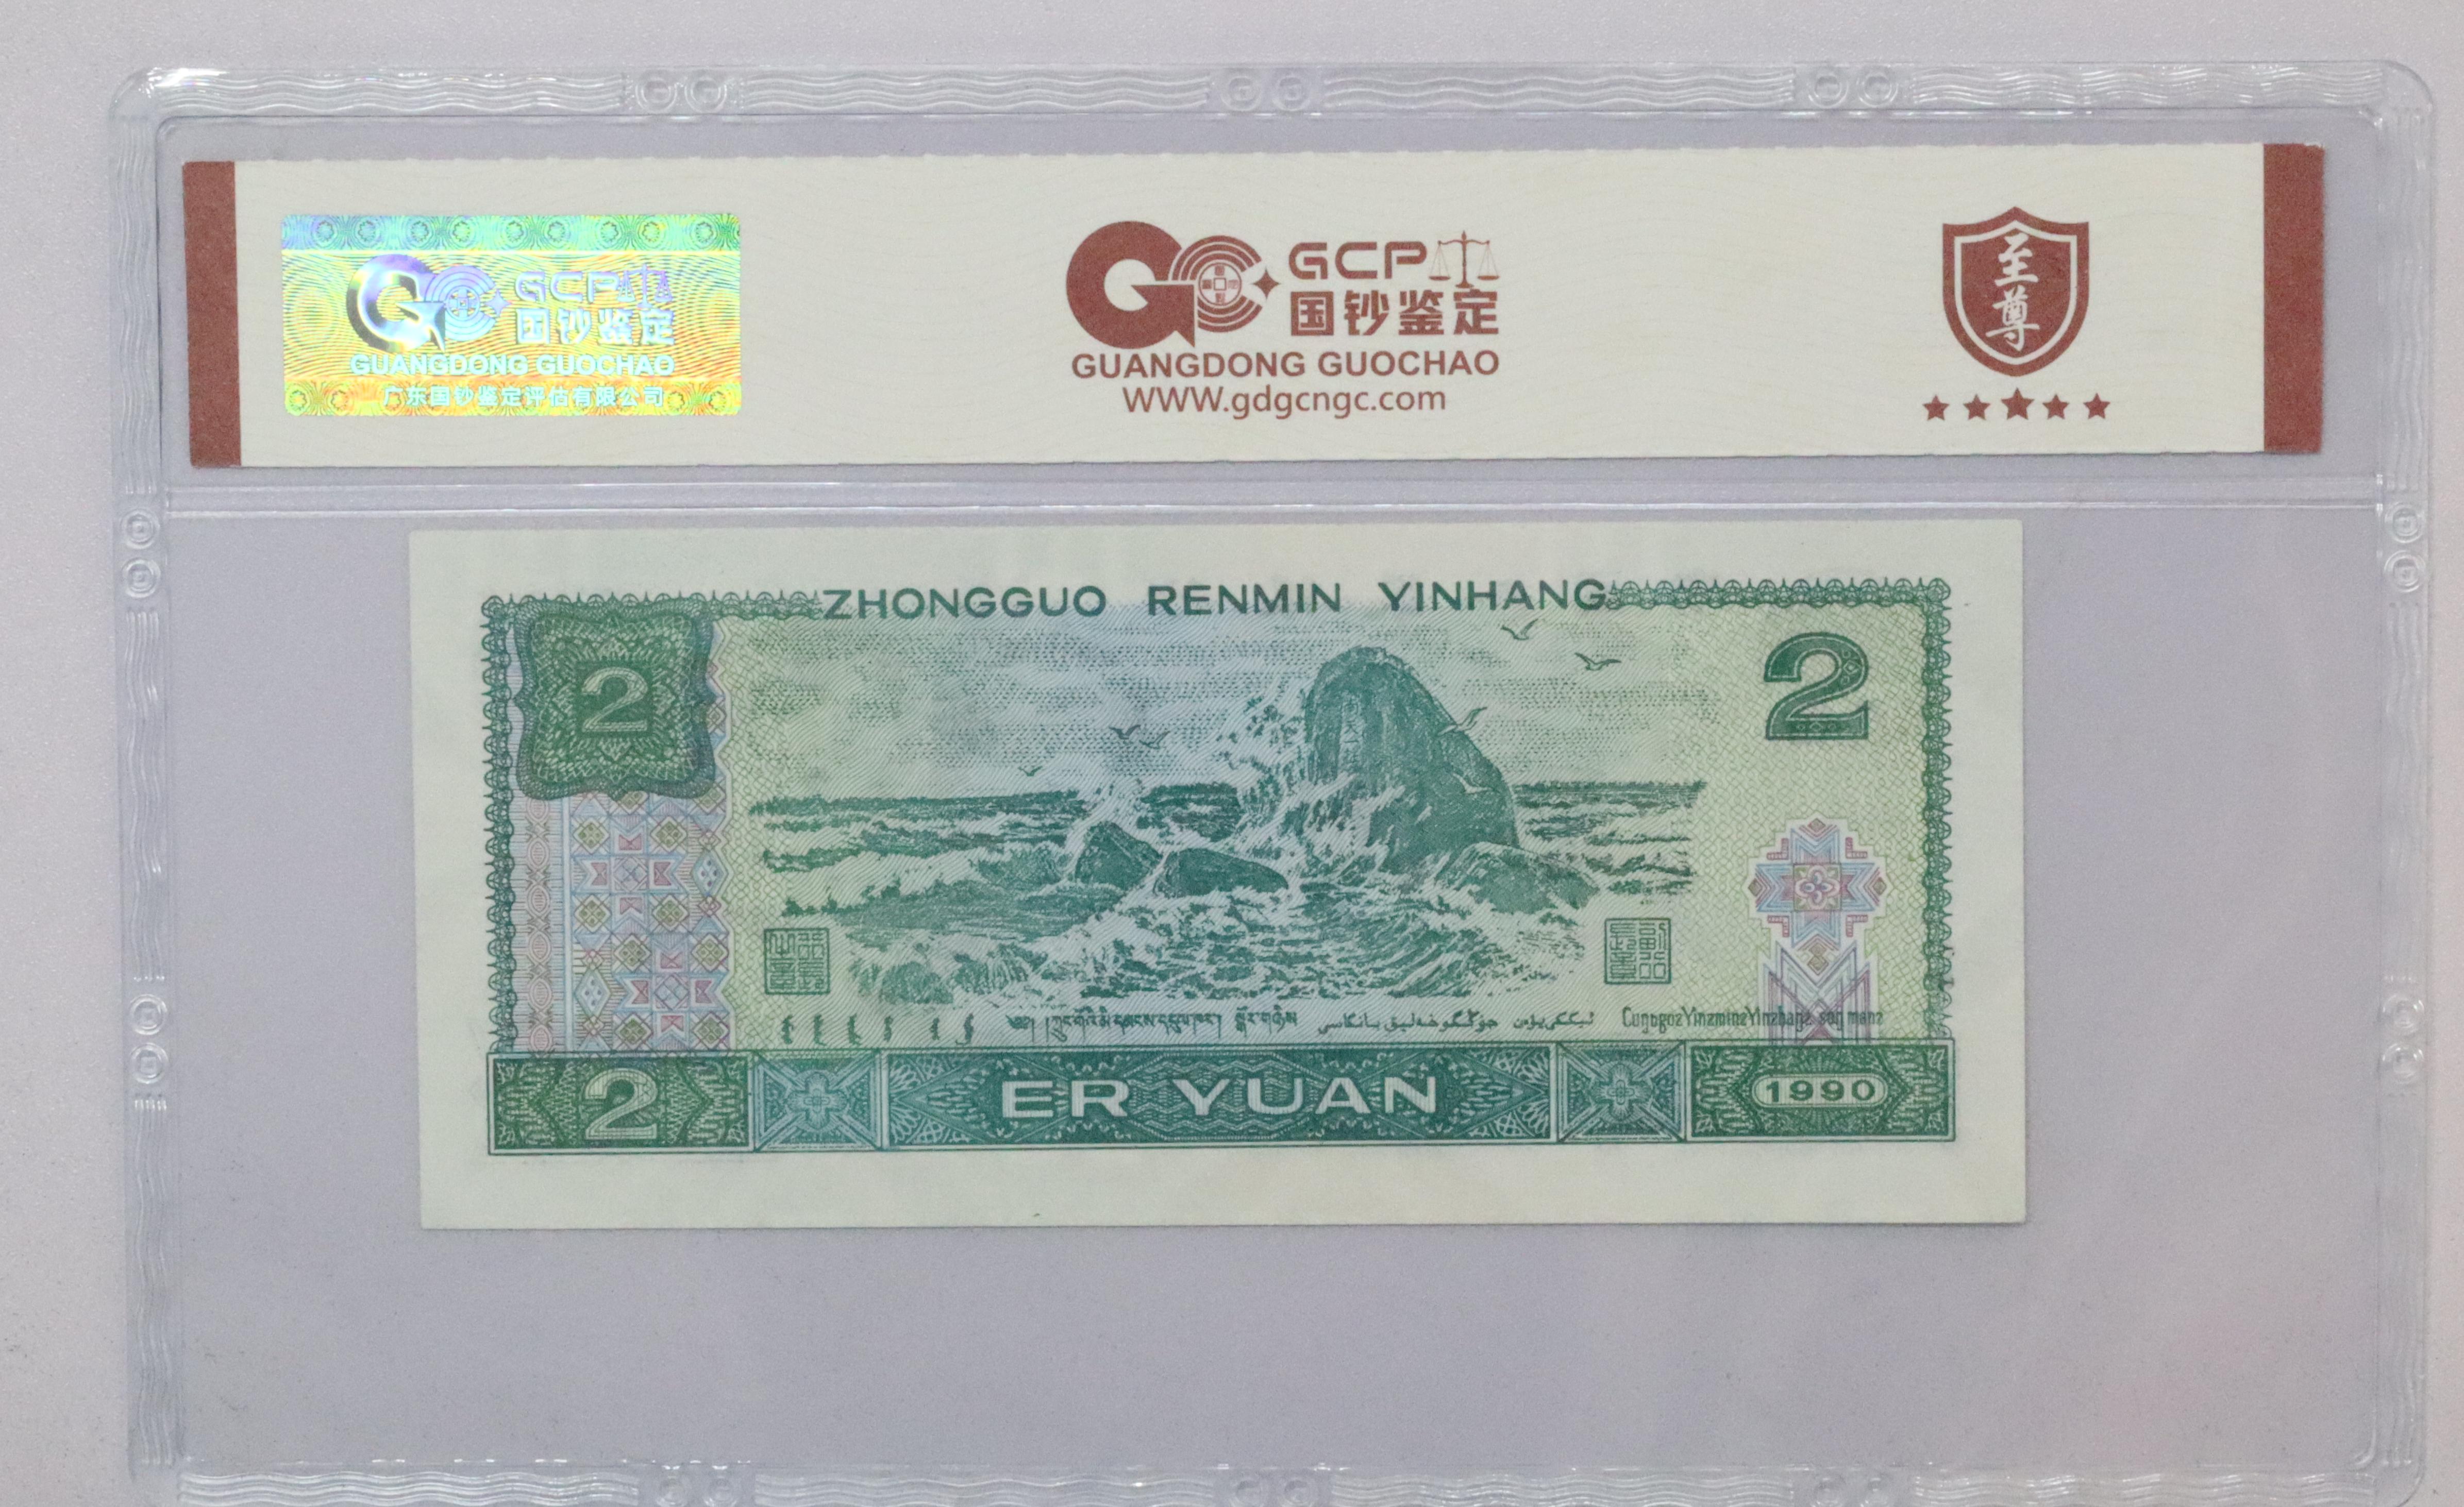 GCP
国钞鉴定
GUANGDONG GUOCHAO
广东国钞鉴定评估有限公司
GCP
国钞鉴定
GUANGDONG GUOCHAO
WWW.gdgcngc.com
至尊
ZHONGGUO RENMIN YINHANG
2
2
2
ER YUAN
1990